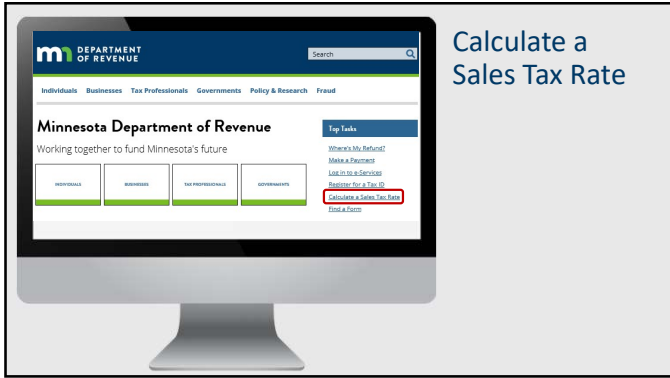 Calculate a
Sales Tax Rate
mn DEPARTMENT
OF REVENUE
Search
Individuals Businesses Tax Professionals Governments Policy & Research Fraud
Minnesota Department of Revenue
Working together to fund Minnesota's future
INDIVIDUALS BUSINESSES TAX PROFESSIONALS GOVERNMENTS
Top Tasks
Where's My Refund?
Make a Payment
Log in to e-Services
Register for a Tax ID
Calculate a Sales Tax Rate
Find a Form